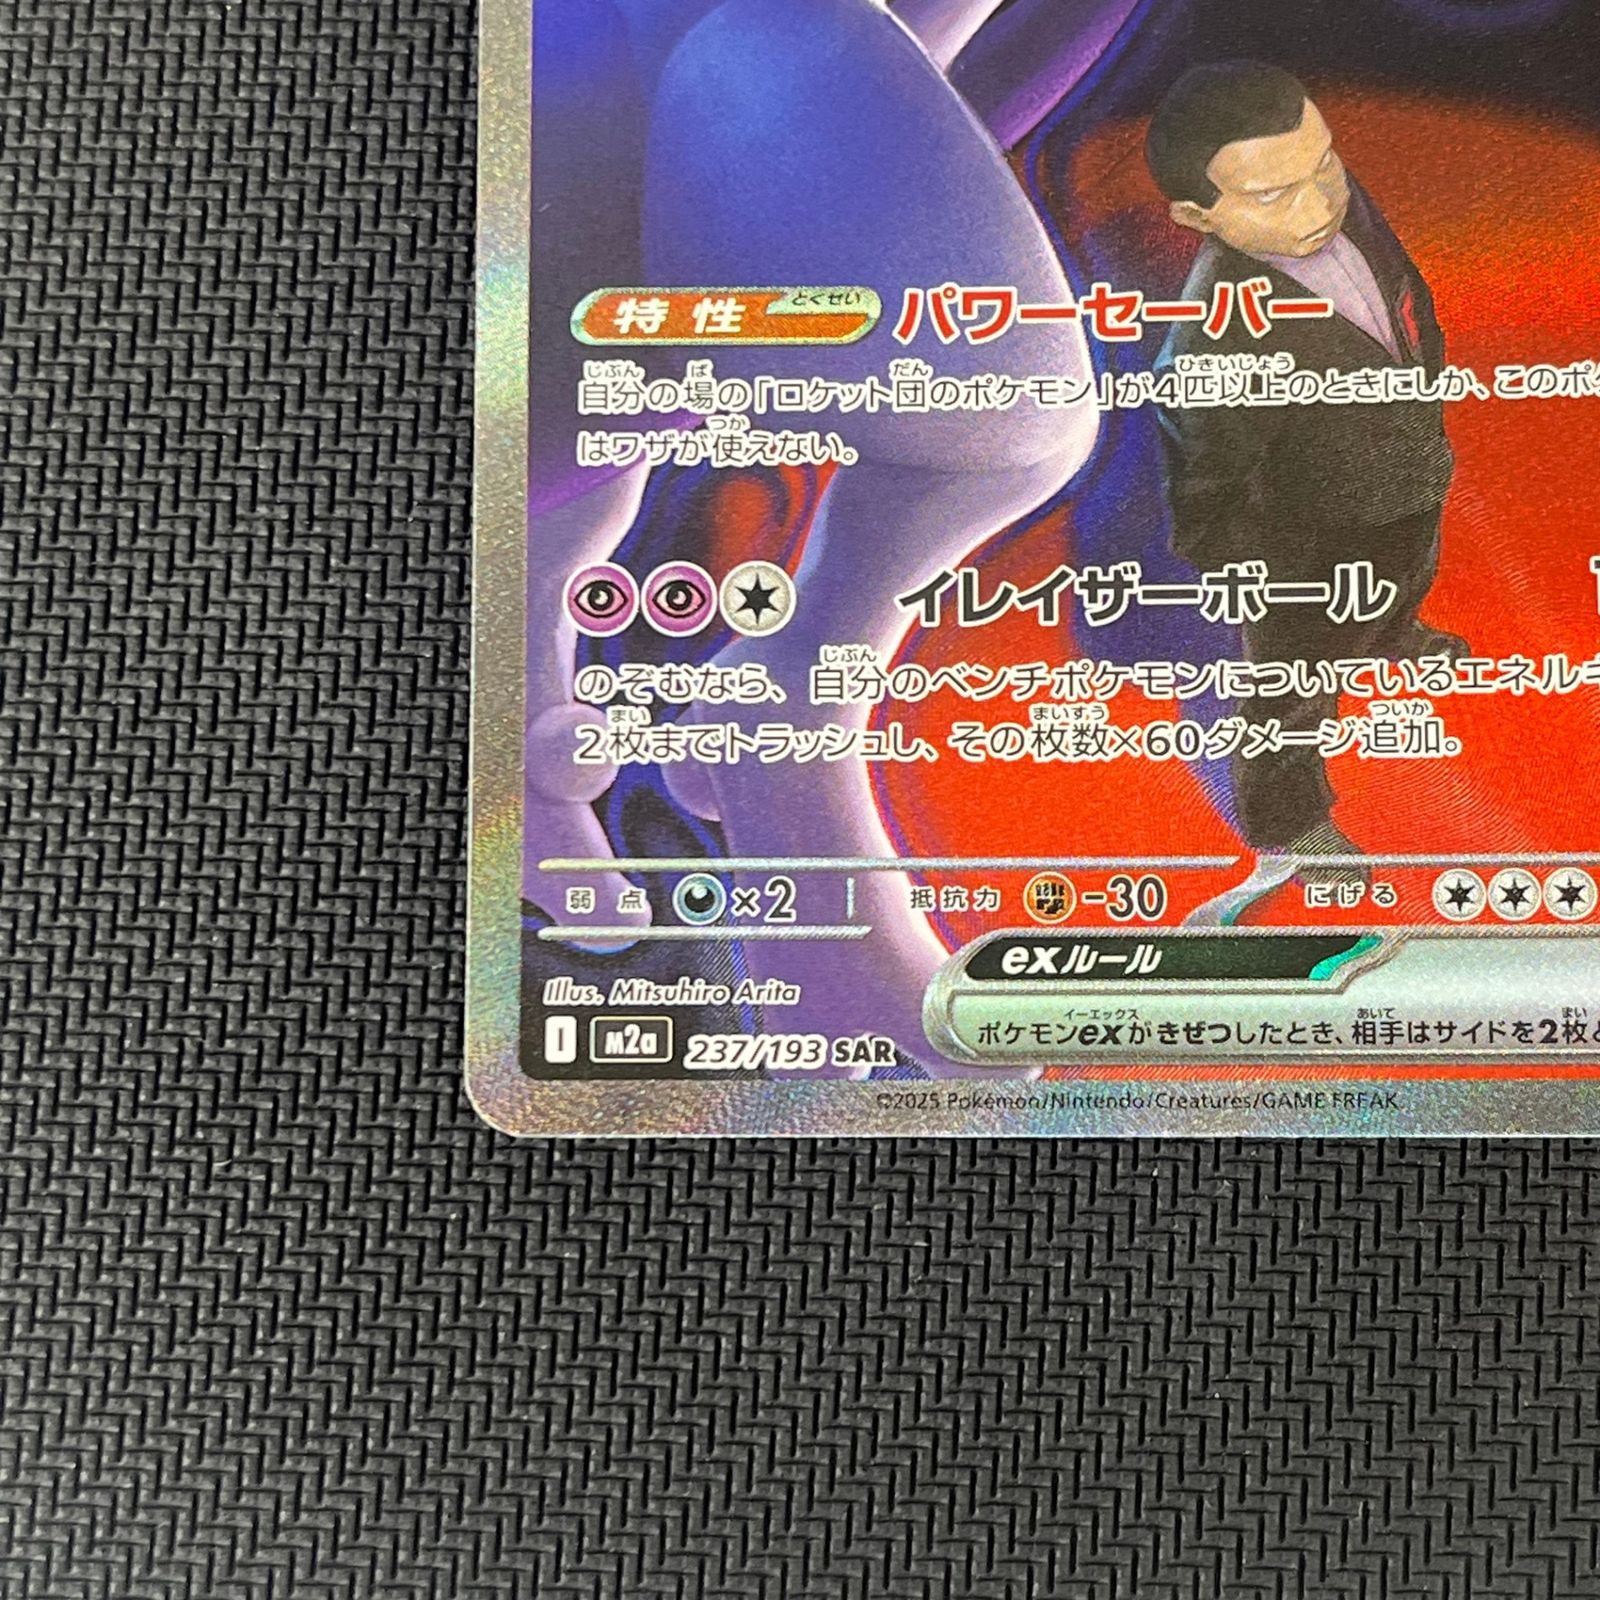 特性 とくせい パワーセーバー
自分の場の「ロケット団のポケモン」が4匹以上のときにしか、このポケ
はワザが使えない。
イレイザーボール
のぞむなら、自分のベンチポケモンについているエネルギ
2枚までトラッシュし、その枚数×60ダメージ追加。
弱点 ×2 抵抗力 -30 にげる
exルール
Illus. Mitsuhiro Arita
ポケモンexがきぜつしたとき、相手はサイドを2枚と
I M2a 237/193 SAR
©2025 Pokémon/Nintendo/Creatures/GAME FREAK.